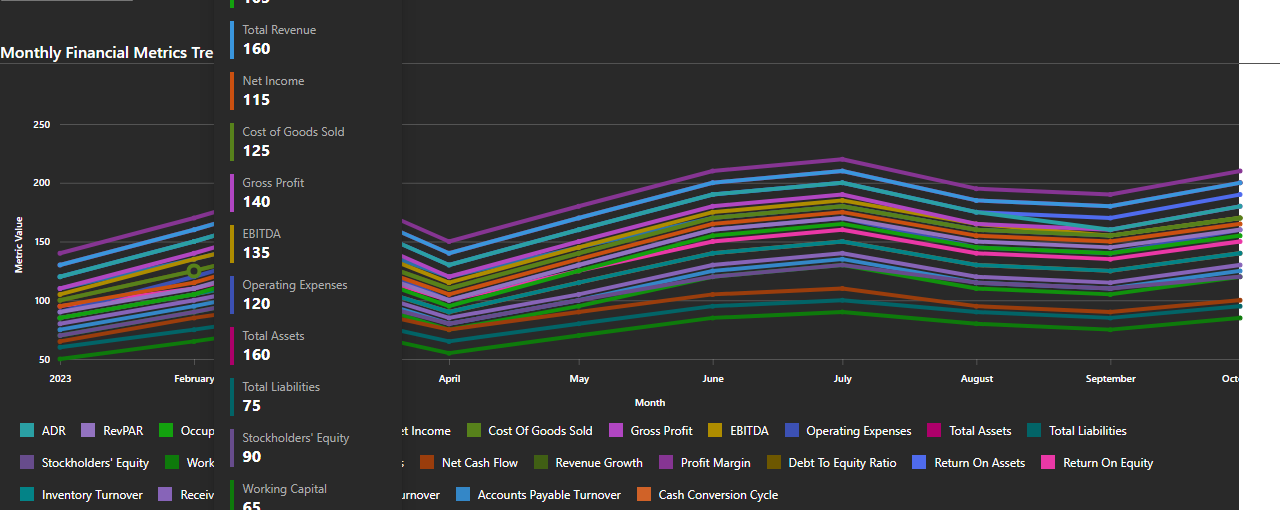 105
Total Revenue
160
Monthly Financial Metrics Tre
Net Income
115
Cost of Goods Sold
125
Gross Profit
140
EBITDA
135
Operating Expenses
120
Total Assets
160
Total Liabilities
75
Stockholders' Equity
90
Working Capital
65
Metric Value
250
200
150
100
50
2023 February April May June July August September Octo
Month
ADR RevPAR Occup et Income Cost Of Goods Sold Gross Profit EBITDA Operating Expenses Total Assets Total Liabilities
Stockholders' Equity Work s Net Cash Flow Revenue Growth Profit Margin Debt To Equity Ratio Return On Assets Return On Equity
Inventory Turnover Receiv urnover Accounts Payable Turnover Cash Conversion Cycle